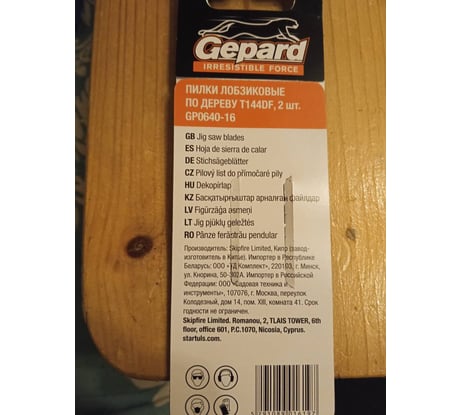 Gepard
IRRESISTIBLE FORCE
ПИЛКИ ЛОБЗИКОВЫЕ
ПО ДЕРЕВУ T144DF, 2 шт.
GP0640-16
GB Jig saw blades
ES Hoja de sierra de calar
DE Stichsägeblätter
CZ Pilový list do přímočaré pily
HU Dekopírlap
KZ Басқатырғыштар арналған файлдар
LV Figūrzāģa asmeņi
LT Jig pjūklų geležtės
RO Pânze ferăstrău pendular
Производитель: Skipfire Limited, Кипр (завод-
изготовитель в Китае). Импортер в Республике
Беларусь: ООО «ТД Комплект», 220103, г. Минск,
ул. Кнорина, 50-302А. Импортер в Российской
Федерации: ООО «Садовая техника и
инструменты», 107076, г. Москва, переулок
Колодезный, дом 14, пом. XIII, комната 41. Срок
годности не ограничен.
Skipfire Limited. Romanou, 2, TLAIS TOWER, 6th
floor, office 601, P.C.1070, Nicosia, Cyprus.
startuls.com